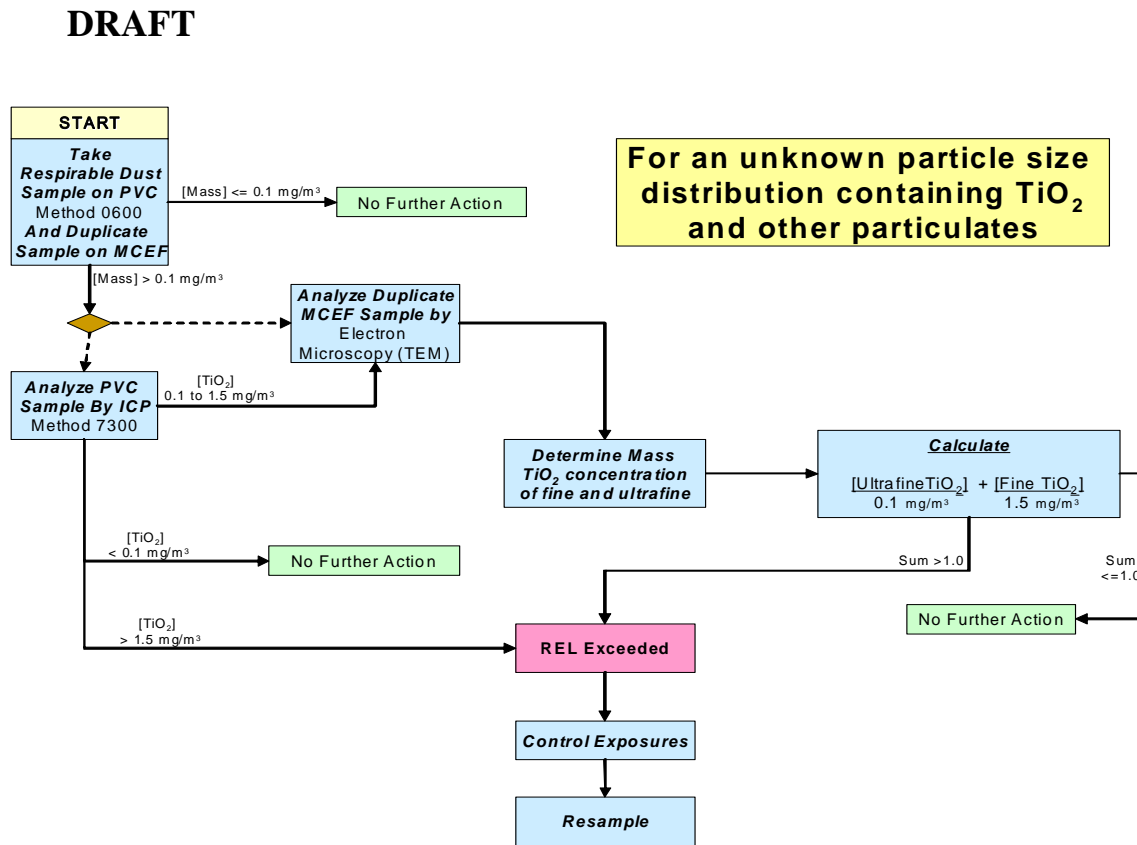 DRAFT
START
Take
Respirable Dust
Sample on PVC
Method 0600
And Duplicate
Sample on MCEF
[Mass] <= 0.1 mg/m³
No Further Action
For an unknown particle size
distribution containing TiO₂
and other particulates
[Mass] > 0.1 mg/m³
Analyze Duplicate
MCEF Sample by
Electron
Microscopy (TEM)
Analyze PVC
Sample By ICP
Method 7300
[TiO₂]
0.1 to 1.5 mg/m³
Determine Mass
TiO₂ concentration
of fine and ultrafine
Calculate
[UltrafineTiO₂] + [Fine TiO₂]
0.1 mg/m³ 1.5 mg/m³
[TiO₂]
< 0.1 mg/m³
No Further Action
Sum >1.0
Sum
<=1.0
No Further Action
[TiO₂]
> 1.5 mg/m³
REL Exceeded
Control Exposures
Resample